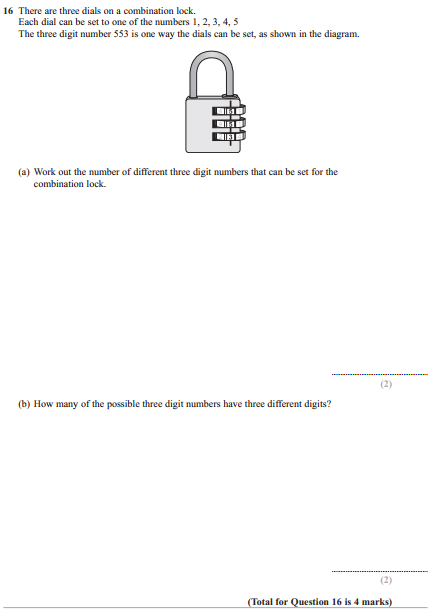 16 There are three dials on a combination lock.
Each dial can be set to one of the numbers 1, 2, 3, 4, 5
The three digit number 553 is one way the dials can be set, as shown in the diagram.
5
5
3
(a) Work out the number of different three digit numbers that can be set for the
combination lock.
(2)
(b) How many of the possible three digit numbers have three different digits?
(2)
(Total for Question 16 is 4 marks)